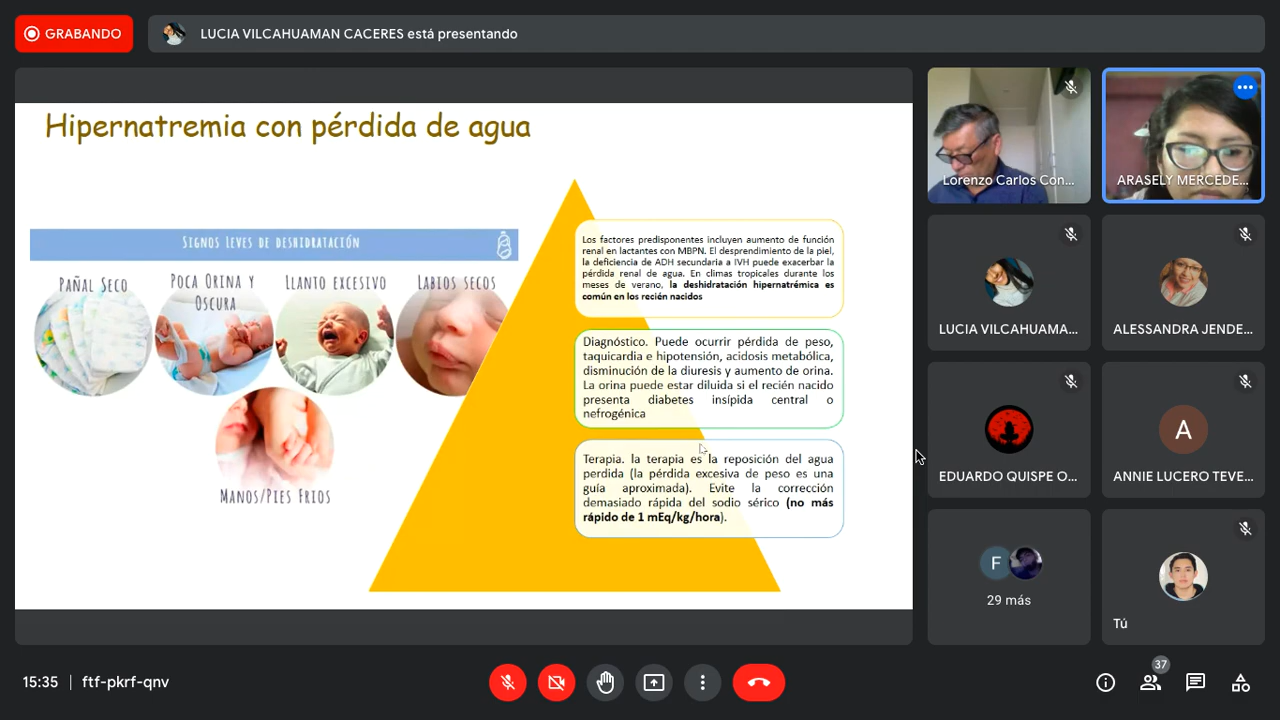 GRABANDO
LUCIA VILCAHUAMAN CACERES está presentando
Hipernatremia con pérdida de agua
SIGNOS LEVES DE DESHIDRATACIÓN
PAÑAL SECO
POCA ORINA Y
OSCURA
LLANTO EXCESIVO
LABIOS SECOS
MANOS/PIES FRIOS
Los factores predisponentes incluyen aumento de función
renal en lactantes con MBPN. El desprendimiento de la piel,
la deficiencia de ADH secundaria a IVH puede exacerbar la
pérdida renal de agua. En climas tropicales durante los
meses de verano, la deshidratación hipernatrémica es
común en los recién nacidos
Diagnóstico. Puede ocurrir pérdida de peso,
taquicardia e hipotensión, acidosis metabólica,
disminución de la diuresis y aumento de orina.
La orina puede estar diluida si el recién nacido
presenta diabetes insípida central o
nefrogénica
Terapia. la terapia es la reposición del agua
perdida (la pérdida excesiva de peso es una
guía aproximada). Evite la corrección
demasiado rápida del sodio sérico (no más
rápido de 1 mEq/kg/hora).
Lorenzo Carlos Con...
ARASELY MERCEDE...
LUCIA VILCAHUAMA...
ALESSANDRA JENDE...
EDUARDO QUISPE O...
A
ANNIE LUCERO TEVE...
F
29 más
Tú
15:35 | ftf-pkrf-qnv
37